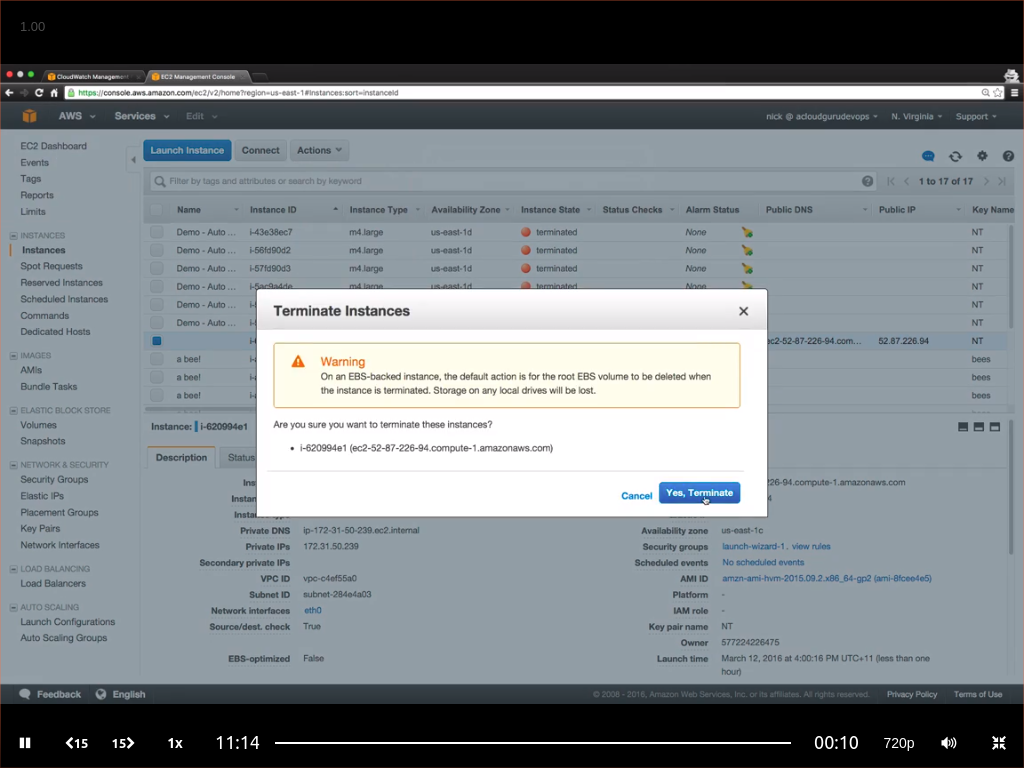 1.00
CloudWatch Management
EC2 Management Console
https://console.aws.amazon.com/ec2/v2/home?region=us-east-1#Instances:sort=instanceId
AWS Services Edit nick @ acloudgurudevops N. Virginia Support
EC2 Dashboard
Events
Tags
Reports
Limits
INSTANCES
Instances
Spot Requests
Reserved Instances
Scheduled Instances
Commands
Dedicated Hosts
IMAGES
AMIs
Bundle Tasks
ELASTIC BLOCK STORE
Volumes
Snapshots
NETWORK & SECURITY
Security Groups
Elastic IPs
Placement Groups
Key Pairs
Network Interfaces
LOAD BALANCING
Load Balancers
AUTO SCALING
Launch Configurations
Auto Scaling Groups
Launch Instance Connect Actions
Filter by tags and attributes or search by keyword
1 to 17 of 17
Name Instance ID Instance Type Availability Zone Instance State Status Checks Alarm Status Public DNS Public IP Key Name
Demo - Auto ... i-43e38ec7 m4.large us-east-1d terminated None NT
Demo - Auto ... i-56fd90d2 m4.large us-east-1d terminated None NT
Demo - Auto ... i-57fd90d3 m4.large us-east-1d terminated None NT
Demo - Auto ... m4.large us-east-1d terminated None NT
Demo - Auto ... NT
Demo - Auto ... NT
ec2-52-87-226-94.com... 52.87.226.94 NT
a bee! bees
a bee! bees
a bee! bees
Terminate Instances
Warning
On an EBS-backed instance, the default action is for the root EBS volume to be deleted when
the instance is terminated. Storage on any local drives will be lost.
Are you sure you want to terminate these instances?
• i-620994e1 (ec2-52-87-226-94.compute-1.amazonaws.com)
Cancel Yes, Terminate
Instance: i-620994e1
Description Status
Private DNS ip-172-31-50-239.ec2.internal
Private IPs 172.31.50.239
Secondary private IPs
VPC ID vpc-c4ef55a0
Subnet ID subnet-284e4a03
Network interfaces eth0
Source/dest. check True
EBS-optimized False
226-94.compute-1.amazonaws.com
Availability zone us-east-1c
Security groups launch-wizard-1. view rules
Scheduled events No scheduled events
AMI ID amzn-ami-hvm-2015.09.2.x86_64-gp2 (ami-8fcee4e5)
Platform -
IAM role -
Key pair name NT
Owner 577224226475
Launch time March 12, 2016 at 4:00:16 PM UTC+11 (less than one
hour)
Feedback English
© 2008 - 2016, Amazon Web Services, Inc. or its affiliates. All rights reserved. Privacy Policy Terms of Use
15 15 1x 11:14 00:10 720p